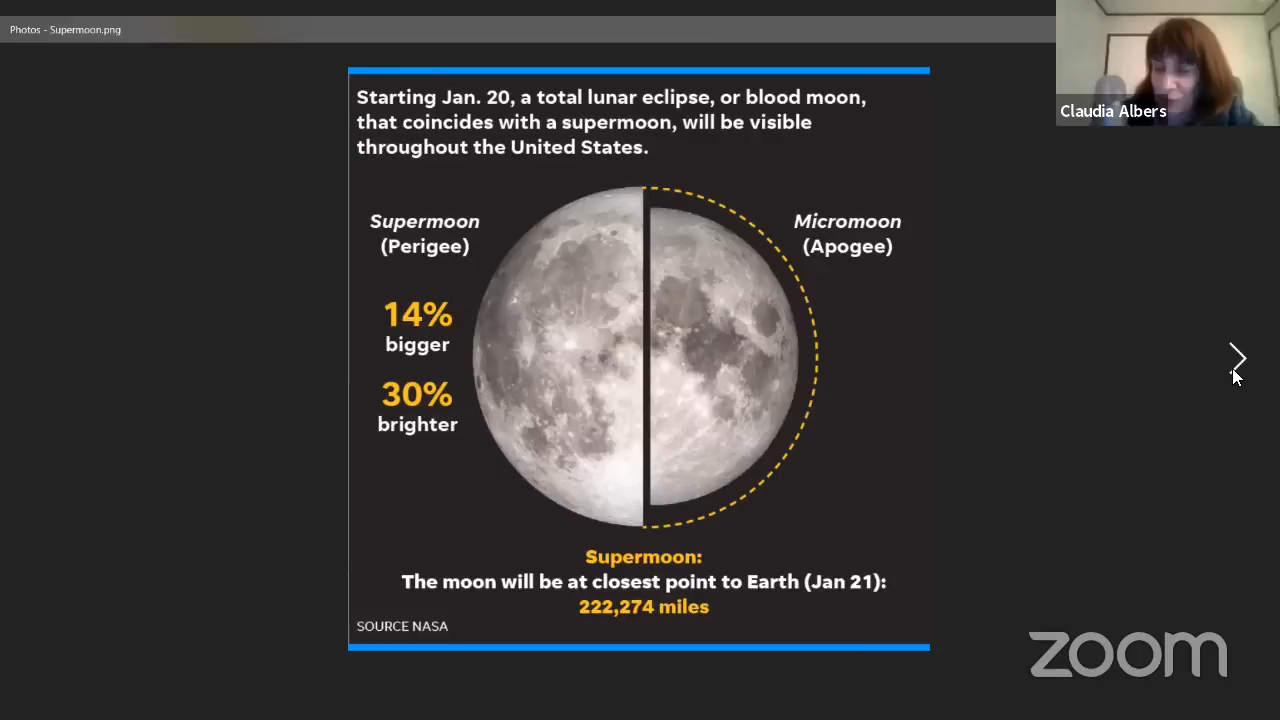 Photos - Supermoon.png
Claudia Albers
Starting Jan. 20, a total lunar eclipse, or blood moon,
that coincides with a supermoon, will be visible
throughout the United States.
Supermoon
(Perigee)
Micromoon
(Apogee)
14%
bigger
30%
brighter
Supermoon:
The moon will be at closest point to Earth (Jan 21):
222,274 miles
SOURCE NASA
zoom